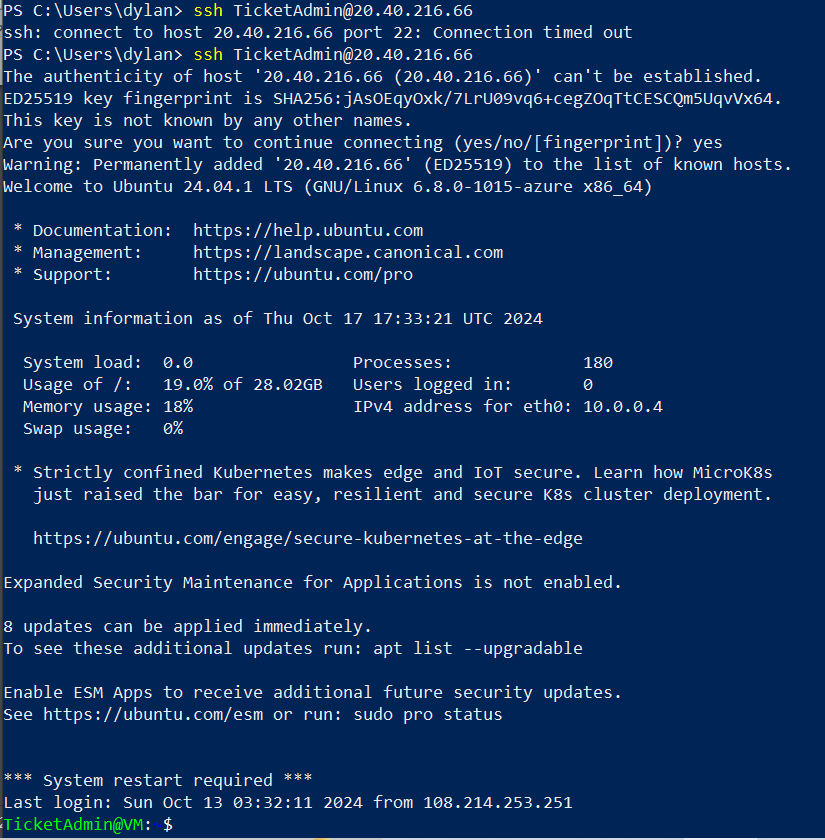 PS C:\Users\dylan> ssh TicketAdmin@20.40.216.66
ssh: connect to host 20.40.216.66 port 22: Connection timed out
PS C:\Users\dylan> ssh TicketAdmin@20.40.216.66
The authenticity of host '20.40.216.66 (20.40.216.66)' can't be established.
ED25519 key fingerprint is SHA256:jAsOEqyOxk/7LrU09vq6+cegZOqTtCESCQm5UqvVx64.
This key is not known by any other names.
Are you sure you want to continue connecting (yes/no/[fingerprint])? yes
Warning: Permanently added '20.40.216.66' (ED25519) to the list of known hosts.
Welcome to Ubuntu 24.04.1 LTS (GNU/Linux 6.8.0-1015-azure x86_64)

 * Documentation:  https://help.ubuntu.com
 * Management:     https://landscape.canonical.com
 * Support:        https://ubuntu.com/pro

 System information as of Thu Oct 17 17:33:21 UTC 2024

  System load:  0.0                Processes:             180
  Usage of /:   19.0% of 28.02GB   Users logged in:       0
  Memory usage: 18%                IPv4 address for eth0: 10.0.0.4
  Swap usage:   0%

 * Strictly confined Kubernetes makes edge and IoT secure. Learn how MicroK8s
   just raised the bar for easy, resilient and secure K8s cluster deployment.

   https://ubuntu.com/engage/secure-kubernetes-at-the-edge

Expanded Security Maintenance for Applications is not enabled.

8 updates can be applied immediately.
To see these additional updates run: apt list --upgradable

Enable ESM Apps to receive additional future security updates.
See https://ubuntu.com/esm or run: sudo pro status


*** System restart required ***
Last login: Sun Oct 13 03:32:11 2024 from 108.214.253.251
TicketAdmin@VM: $